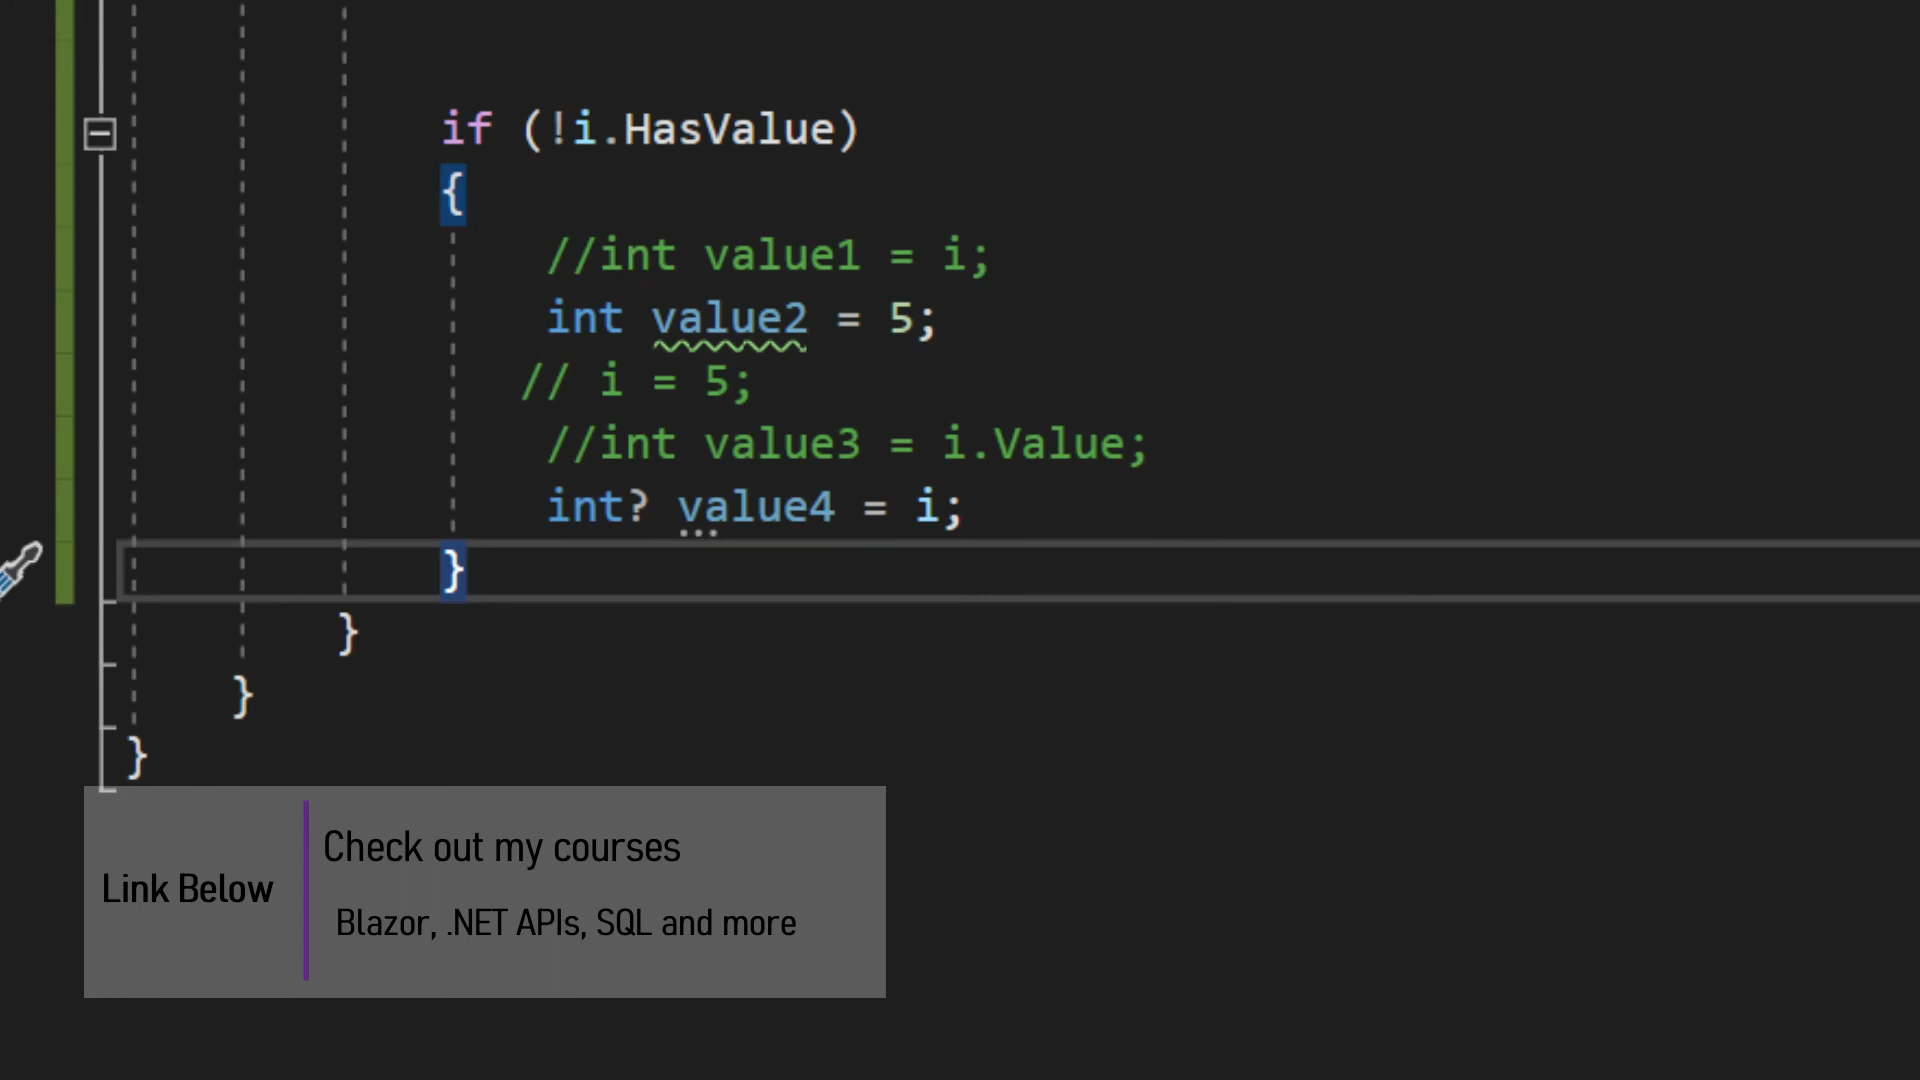 if (!i.HasValue)
{
//int value1 = i;
int value2 = 5;
// i = 5;
//int value3 = i.Value;
int? value4 = i;
}
}
}
}
Link Below
Check out my courses
Blazor, .NET APIs, SQL and more